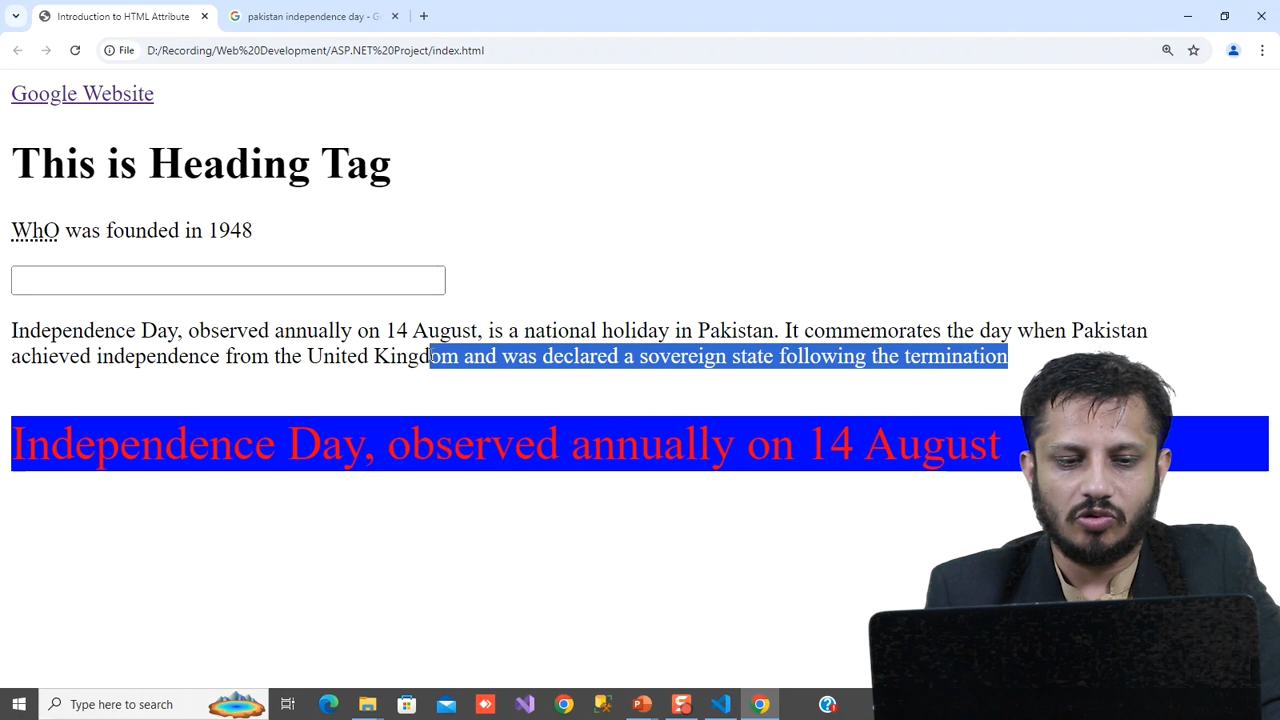 Introduction to HTML Attribute
pakistan independence day - G
File
D:/Recording/Web%20Development/ASP.NET%20Project/index.html
Google Website
This is Heading Tag
WhO was founded in 1948
Independence Day, observed annually on 14 August, is a national holiday in Pakistan. It commemorates the day when Pakistan
achieved independence from the United Kingdom and was declared a sovereign state following the termination
Independence Day, observed annually on 14 August
Type here to search